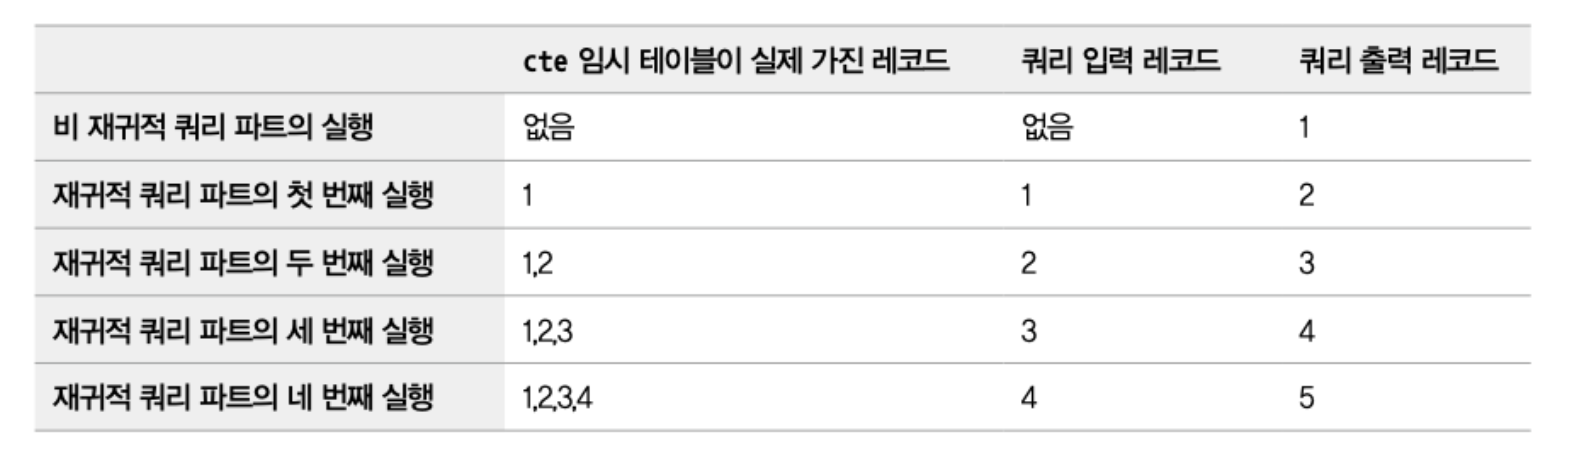 cte 임시 테이블이 실제 가진 레코드 쿼리 입력 레코드 쿼리 출력 레코드
비 재귀적 쿼리 파트의 실행 없음 없음 1
재귀적 쿼리 파트의 첫 번째 실행 1 1 2
재귀적 쿼리 파트의 두 번째 실행 1,2 2 3
재귀적 쿼리 파트의 세 번째 실행 1,2,3 3 4
재귀적 쿼리 파트의 네 번째 실행 1,2,3,4 4 5